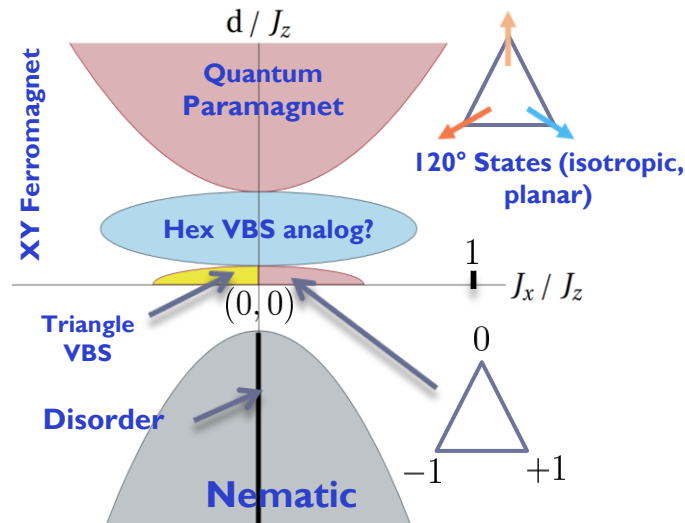 d / J_z
XY Ferromagnet
Quantum
Paramagnet
120° States (isotropic,
planar)
Hex VBS analog?
1
J_x / J_z
(0, 0)
Triangle
VBS
0
Disorder
−1
+1
Nematic